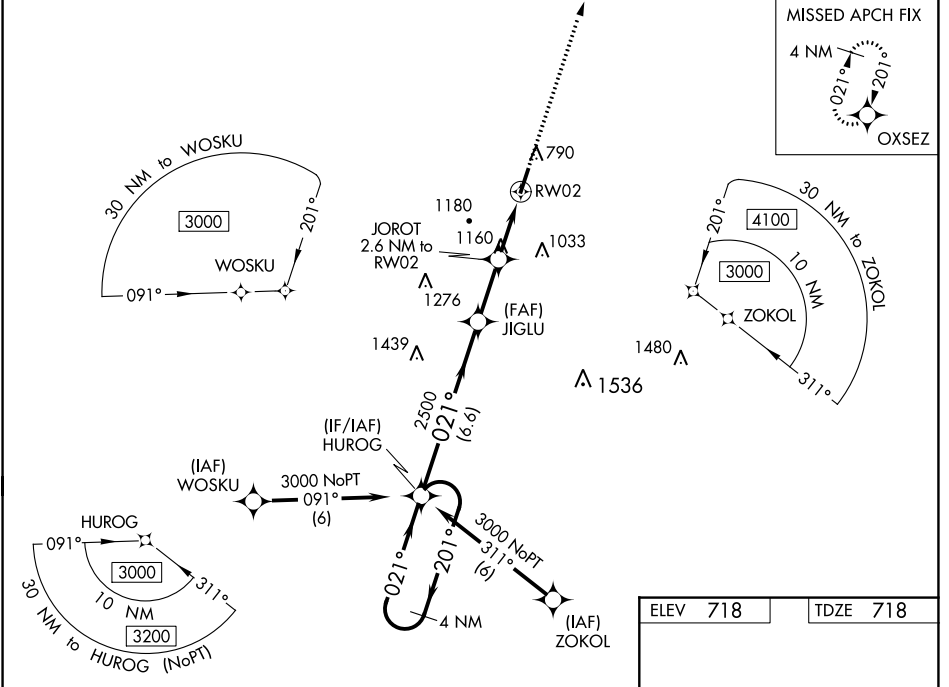 MISSED APCH FIX
4 NM
021°
201°
OXSEZ
30 NM to WOSKU
3000
201°
WOSKU
091°
790
RW02
1180
JOROT
2.6 NM to
RW02
1160
1033
1276
(FAF)
JIGLU
1439
30 NM to ZOKOL
4100
201°
10 NM
3000
ZOKOL
311°
1480
1536
2500
021°
(6.6)
(IF/IAF)
HUROG
(IAF)
WOSKU
3000 NoPT
091°
(6)
3000 NoPT
311°
(6)
021°
201°
4 NM
(IAF)
ZOKOL
HUROG
091°
311°
3000
10 NM
3200
30 NM to HUROG (NoPT)
ELEV 718
TDZE 718